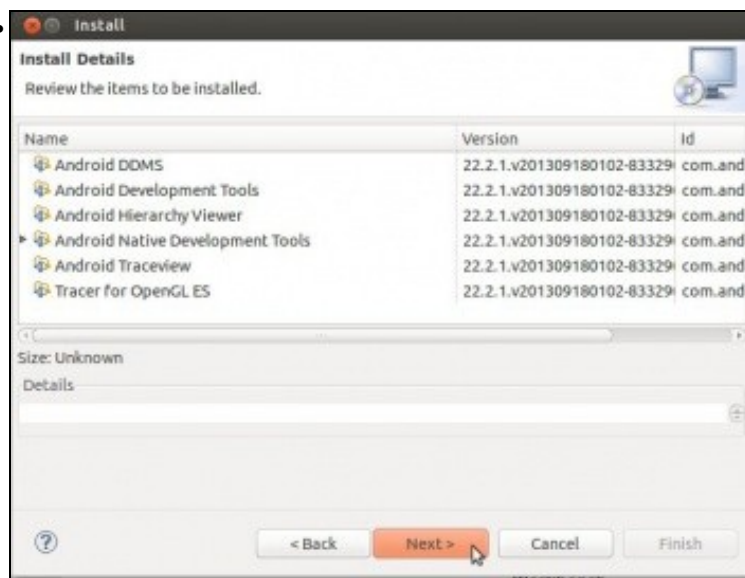 Install
Install Details
Review the items to be installed.
Name Version Id
Android DDMS 22.2.1.v201309180102-83329 com.and
Android Development Tools 22.2.1.v201309180102-83329 com.and
Android Hierarchy Viewer 22.2.1.v201309180102-83329 com.and
Android Native Development Tools 22.2.1.v201309180102-83329 com.and
Android Traceview 22.2.1.v201309180102-83329 com.and
Tracer for OpenGL ES 22.2.1.v201309180102-83329 com.and
Size: Unknown
Details
< Back Next > Cancel Finish